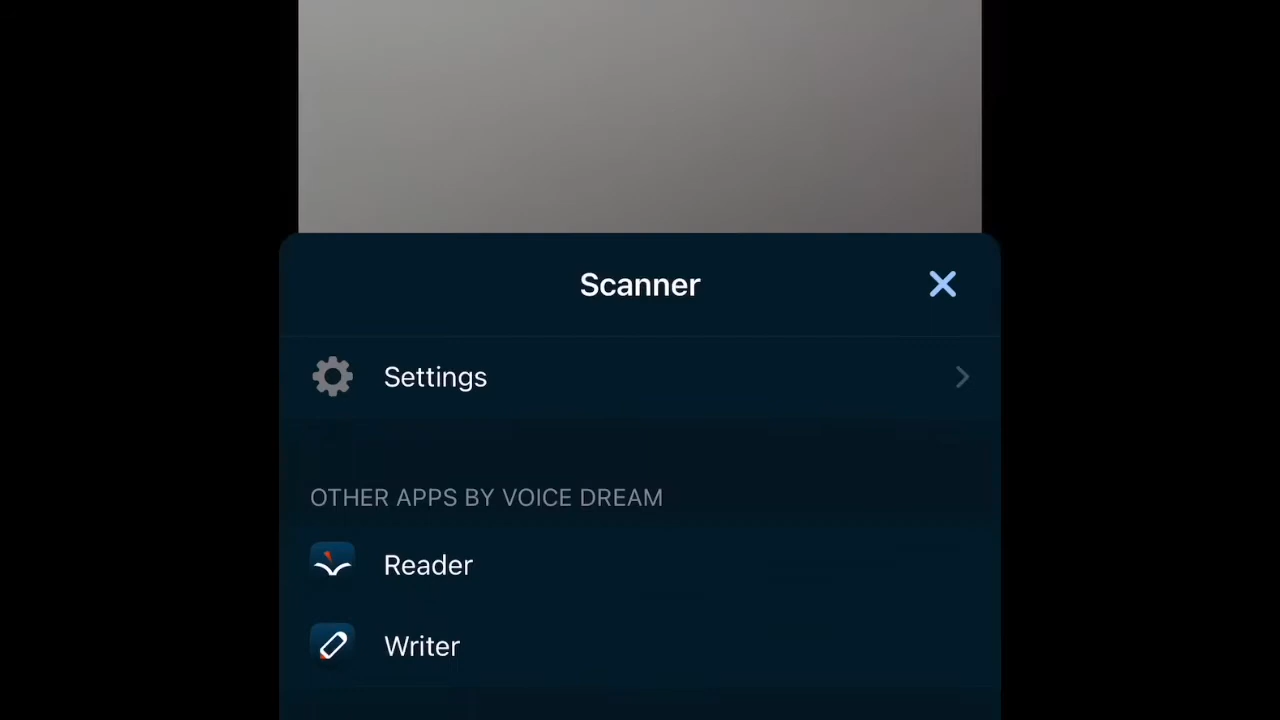 Scanner
Settings
OTHER APPS BY VOICE DREAM
Reader
Writer